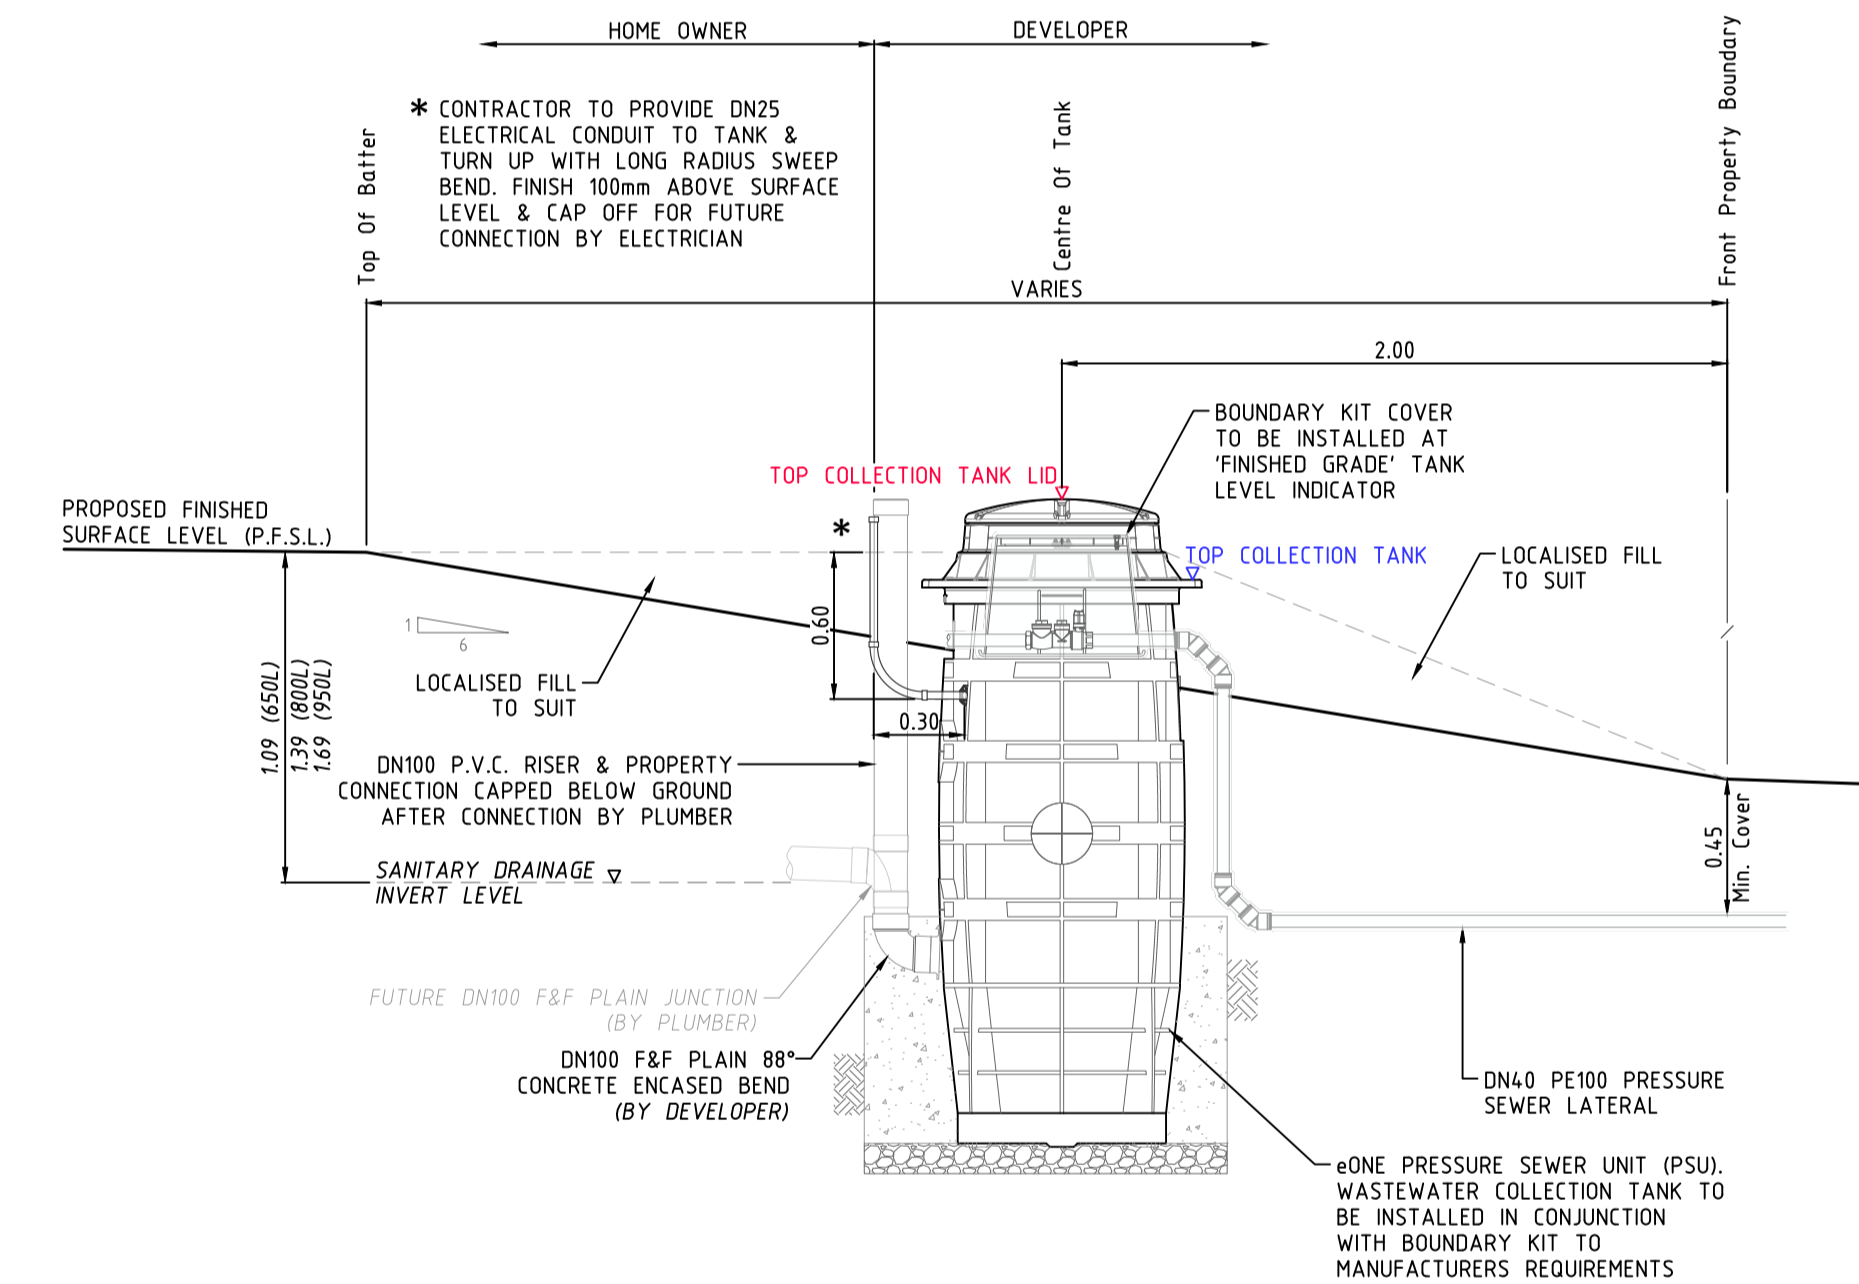 HOME OWNER
DEVELOPER
* CONTRACTOR TO PROVIDE DN25
ELECTRICAL CONDUIT TO TANK &
TURN UP WITH LONG RADIUS SWEEP
BEND. FINISH 100mm ABOVE SURFACE
LEVEL & CAP OFF FOR FUTURE
CONNECTION BY ELECTRICIAN
Top Of Batter
Centre Of Tank
Front Property Boundary
VARIES
2.00
BOUNDARY KIT COVER
TO BE INSTALLED AT
'FINISHED GRADE' TANK
LEVEL INDICATOR
TOP COLLECTION TANK LID
PROPOSED FINISHED
SURFACE LEVEL (P.F.S.L.)
*
TOP COLLECTION TANK
LOCALISED FILL
TO SUIT
0.60
1
6
LOCALISED FILL
TO SUIT
1.09 (650L)
1.39 (800L)
1.69 (950L)
0.30
DN100 P.V.C. RISER & PROPERTY
CONNECTION CAPPED BELOW GROUND
AFTER CONNECTION BY PLUMBER
0.45
Min. Cover
SANITARY DRAINAGE
INVERT LEVEL
FUTURE DN100 F&F PLAIN JUNCTION
(BY PLUMBER)
DN100 F&F PLAIN 88°
CONCRETE ENCASED BEND
(BY DEVELOPER)
DN40 PE100 PRESSURE
SEWER LATERAL
eONE PRESSURE SEWER UNIT (PSU).
WASTEWATER COLLECTION TANK TO
BE INSTALLED IN CONJUNCTION
WITH BOUNDARY KIT TO
MANUFACTURERS REQUIREMENTS